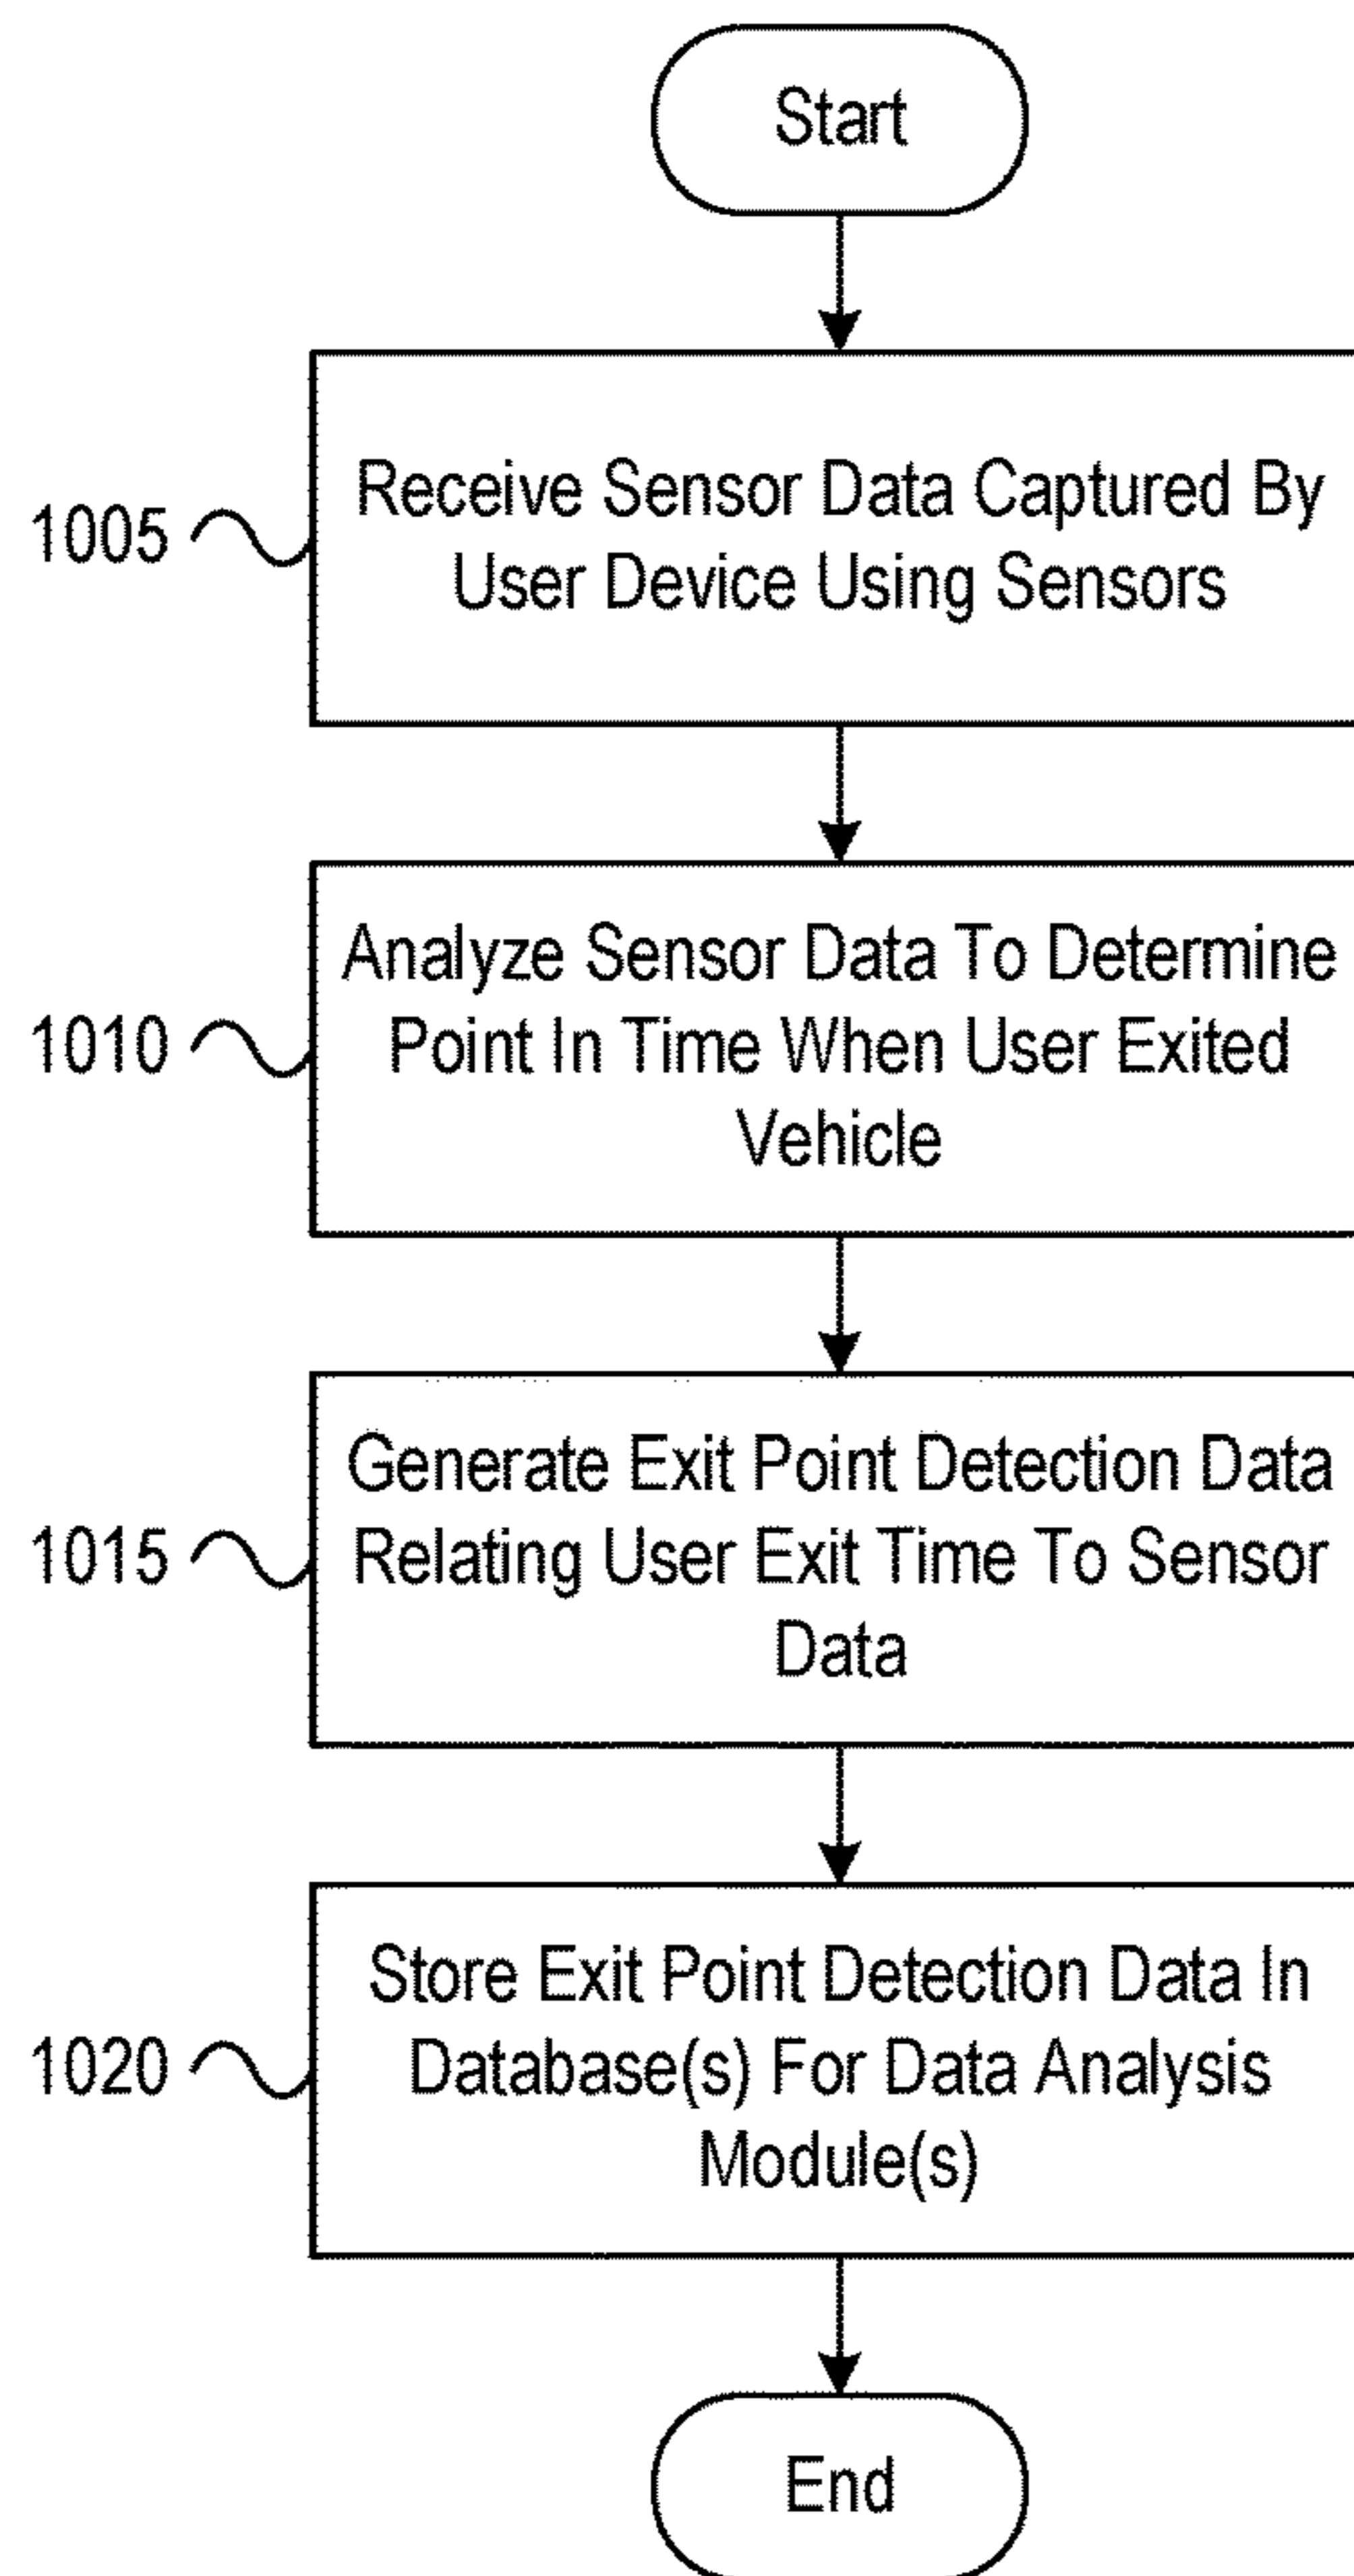 Start
Receive Sensor Data Captured By
1005
User Device Using Sensors
Analyze Sensor Data To Determine
1010
Point In Time When User Exited
Vehicle
Generate Exit Point Detection Data
1015
Relating User Exit Time To Sensor
Data
Store Exit Point Detection Data In
1020
Database(s) For Data Analysis
Module(s)
End